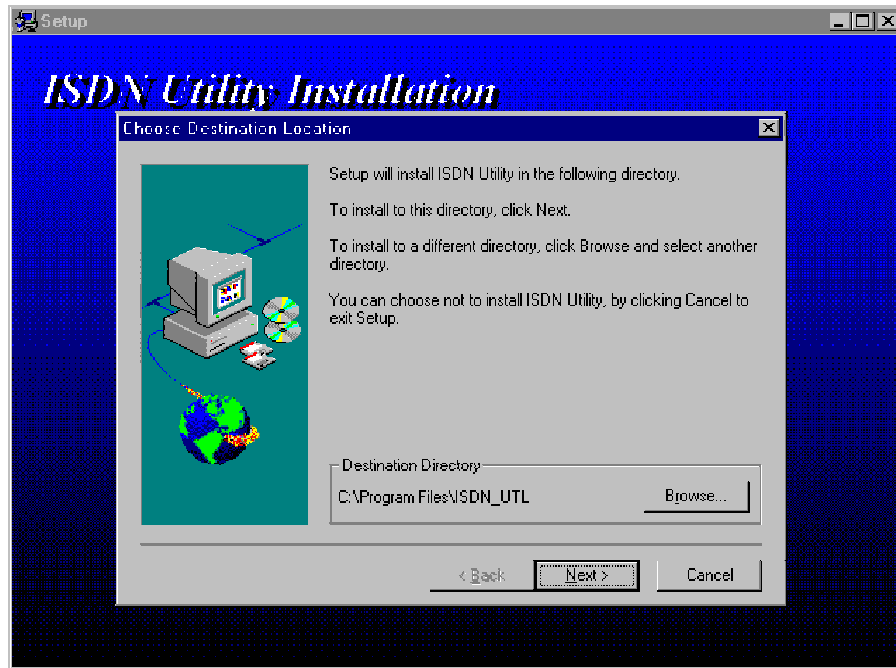 Setup
ISDN Utility Installation
Choose Destination Location
Setup will install ISDN Utility in the following directory.
To install to this directory, click Next.
To install to a different directory, click Browse and select another
directory.
You can choose not to install ISDN Utility, by clicking Cancel to
exit Setup.
Destination Directory
C:\Program Files\ISDN_UTL
Browse...
< Back
Next >
Cancel